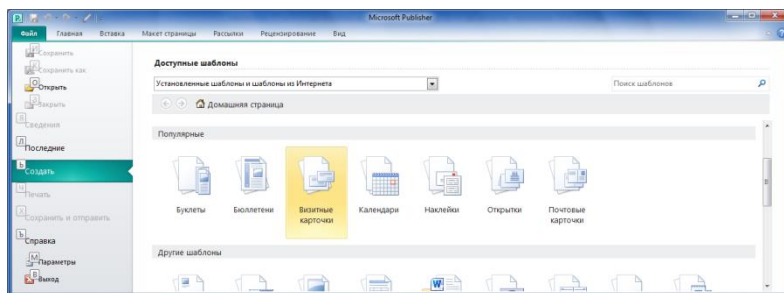 Microsoft Publisher
Файл Главная Вставка Макет страницы Рассылки Рецензирование Вид
Сохранить
Сохранить как
Открыть
Закрыть
Сведения
Последние
Создать
Печать
Сохранить и отправить
Справка
Параметры
Выход
Доступные шаблоны
Установленные шаблоны и шаблоны из Интернета
Поиск шаблонов
Домашняя страница
Популярные
Буклеты Бюллетени Визитные карточки Календари Наклейки Открытки Почтовые карточки
Другие шаблоны